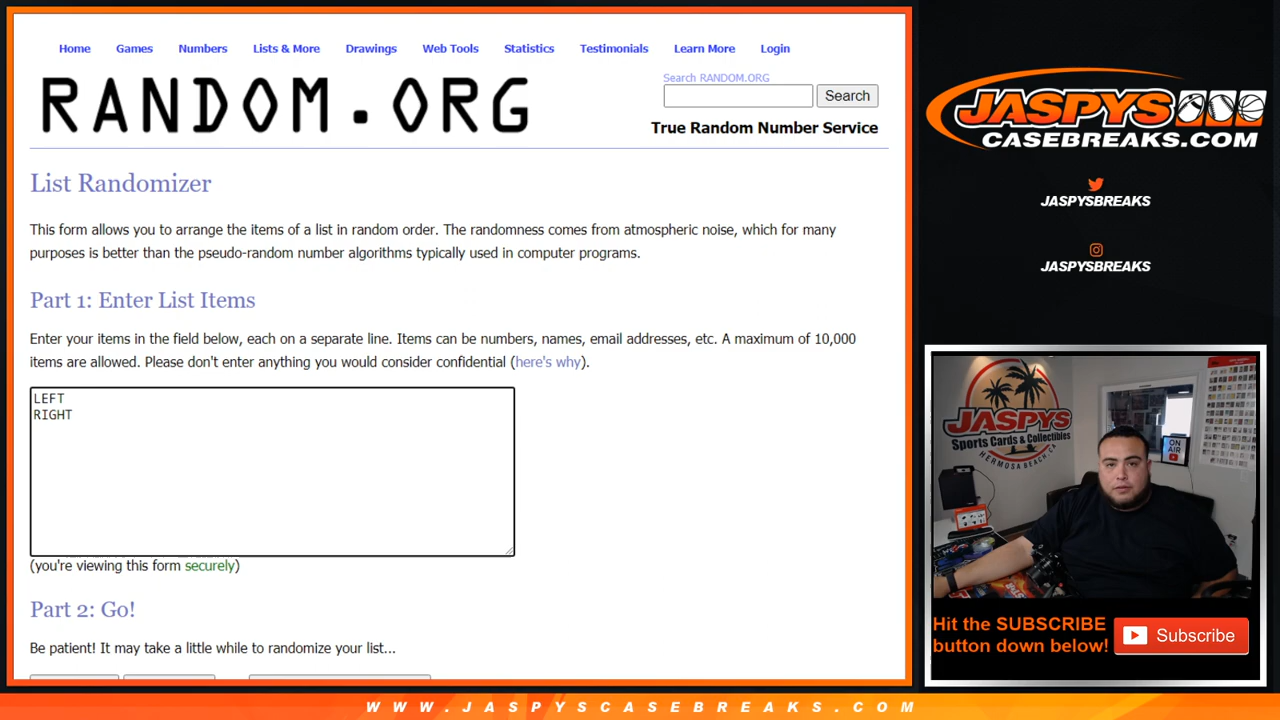 Home Games Numbers Lists & More Drawings Web Tools Statistics Testimonials Learn More Login
RANDOM.ORG
Search RANDOM.ORG
Search
True Random Number Service
List Randomizer
This form allows you to arrange the items of a list in random order. The randomness comes from atmospheric noise, which for many
purposes is better than the pseudo-random number algorithms typically used in computer programs.
Part 1: Enter List Items
Enter your items in the field below, each on a separate line. Items can be numbers, names, email addresses, etc. A maximum of 10,000
items are allowed. Please don't enter anything you would consider confidential (here's why).
LEFT
RIGHT
(you're viewing this form securely)
Part 2: Go!
Be patient! It may take a little while to randomize your list...
JASPYS
CASEBREAKS.COM
JASPYSBREAKS
JASPYSBREAKS
JASPYS
Sports Cards & Collectibles
HERMOSA BEACH, CA
ON
AIR
Hit the SUBSCRIBE
button down below!
Subscribe
WWW.JASPYSCASEBREAKS.COM